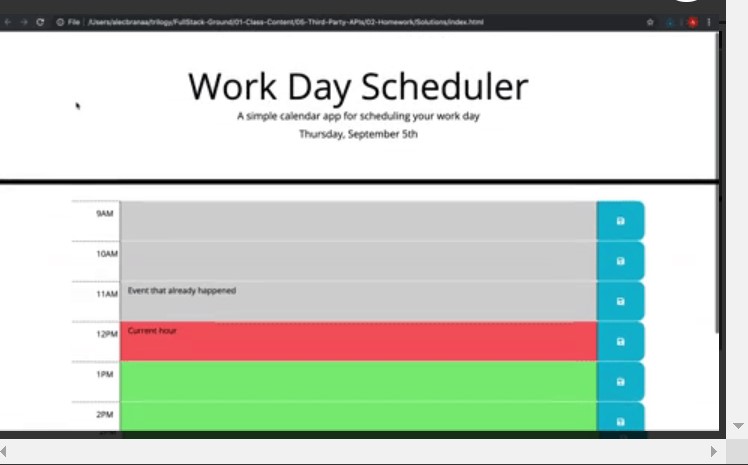 File | /Users/alecbranaa/trilogy/FullStack-Ground/01-Class-Content/05-Third-Party-APIs/02-Homework/Solutions/index.html
Work Day Scheduler
A simple calendar app for scheduling your work day
Thursday, September 5th
9AM
10AM
11AM Event that already happened
12PM Current hour
1PM
2PM